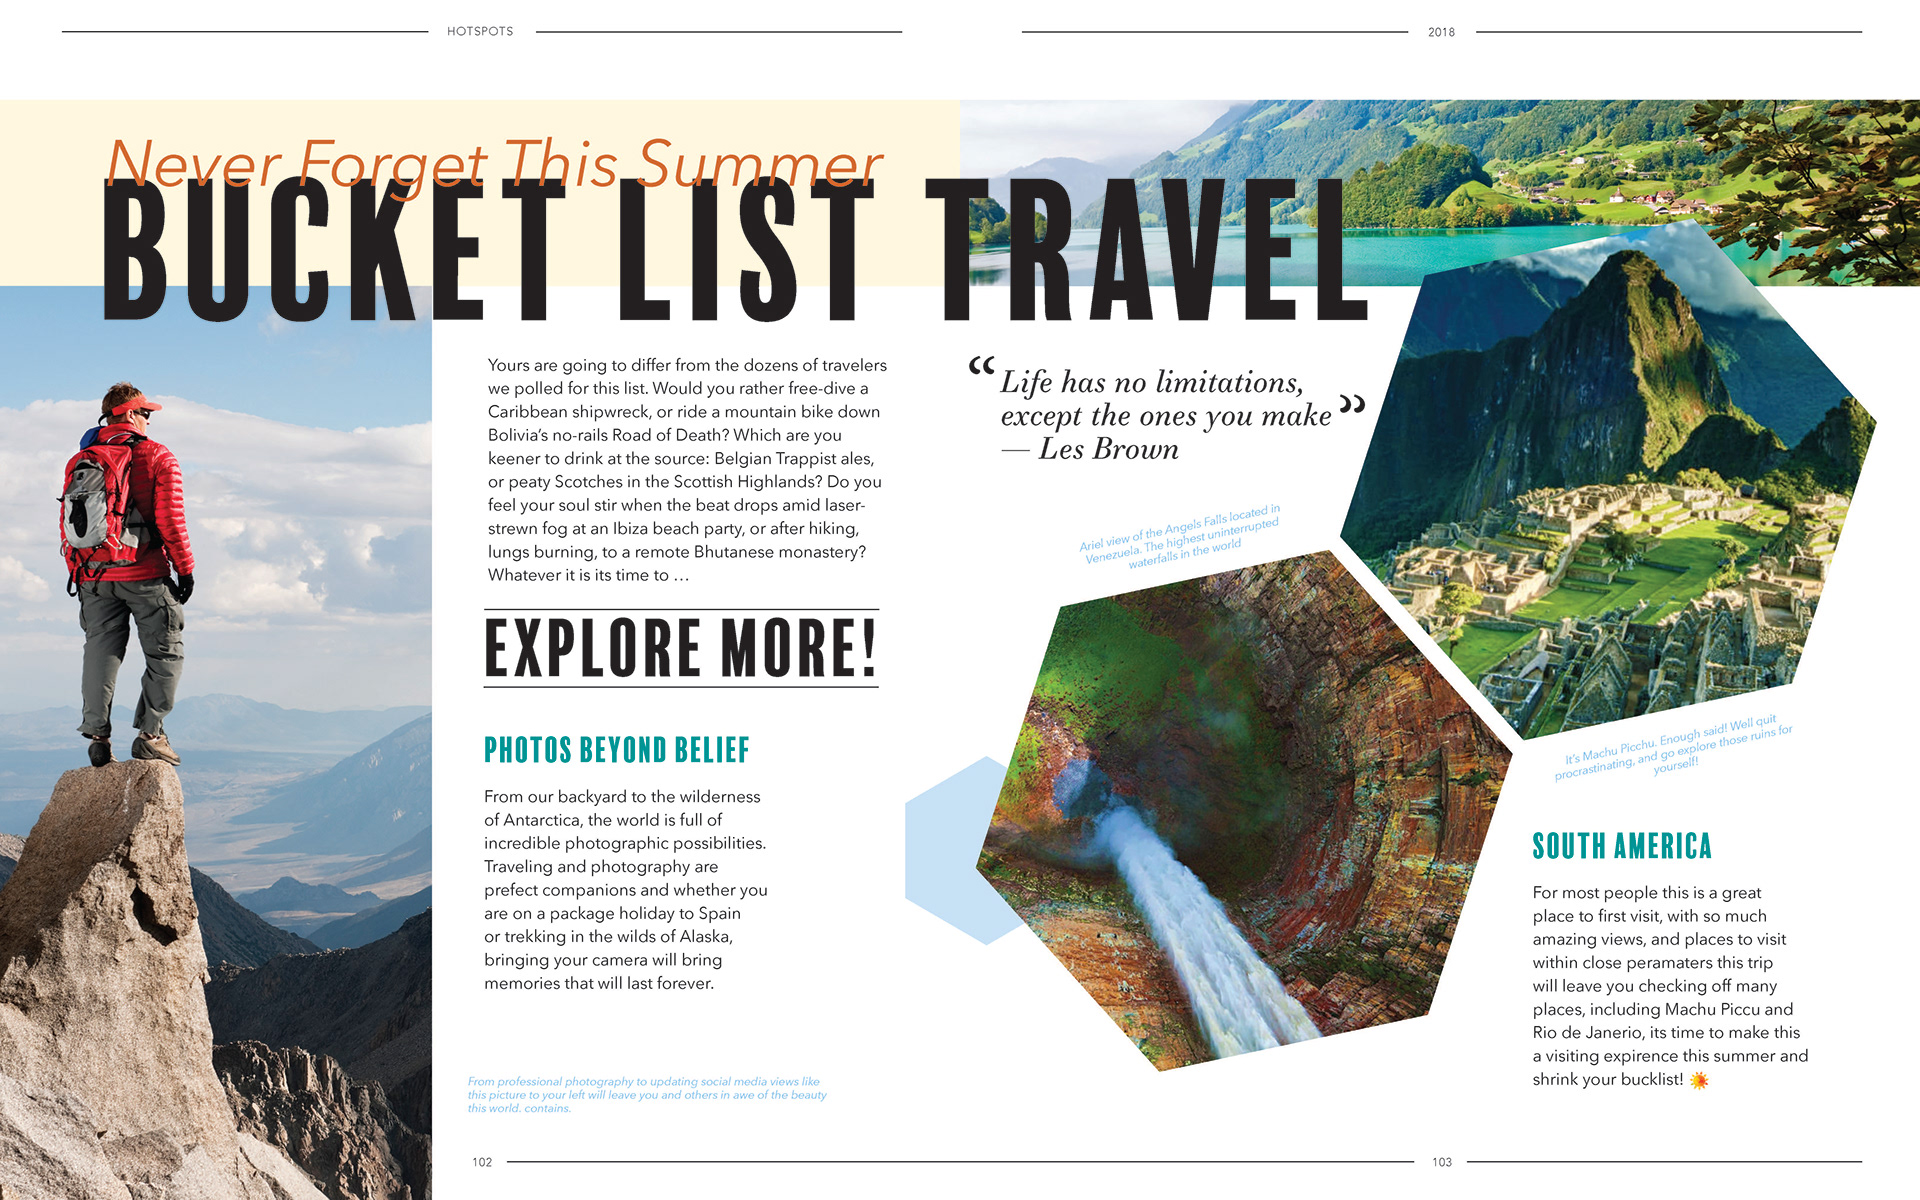 HOTSPOTS
2018
Never Forget This Summer
BUCKET LIST TRAVEL
Yours are going to differ from the dozens of travelers
we polled for this list. Would you rather free-dive a
Caribbean shipwreck, or ride a mountain bike down
Bolivia's no-rails Road of Death? Which are you
keener to drink at the source: Belgian Trappist ales,
or peaty Scotches in the Scottish Highlands? Do you
feel your soul stir when the beat drops amid laser-
strewn fog at an Ibiza beach party, or after hiking,
lungs burning, to a remote Bhutanese monastery?
Whatever it is its time to …
EXPLORE MORE!
PHOTOS BEYOND BELIEF
From our backyard to the wilderness
of Antarctica, the world is full of
incredible photographic possibilities.
Traveling and photography are
prefect companions and whether you
are on a package holiday to Spain
or trekking in the wilds of Alaska,
bringing your camera will bring
memories that will last forever.
From professional photography to updating social media views like
this picture to your left will leave you and others in awe of the beauty
this world. contains.
102
“Life has no limitations,
except the ones you make”
— Les Brown
Ariel view of the Angels Falls located in
Venezuela. The highest uninterrupted
waterfalls in the world
It's Machu Picchu. Enough said! Well quit
procrastinating, and go explore those ruins for
yourself!
SOUTH AMERICA
For most people this is a great
place to first visit, with so much
amazing views, and places to visit
within close peramaters this trip
will leave you checking off many
places, including Machu Piccu and
Rio de Janerio, its time to make this
a visiting expirence this summer and
shrink your bucklist!
103